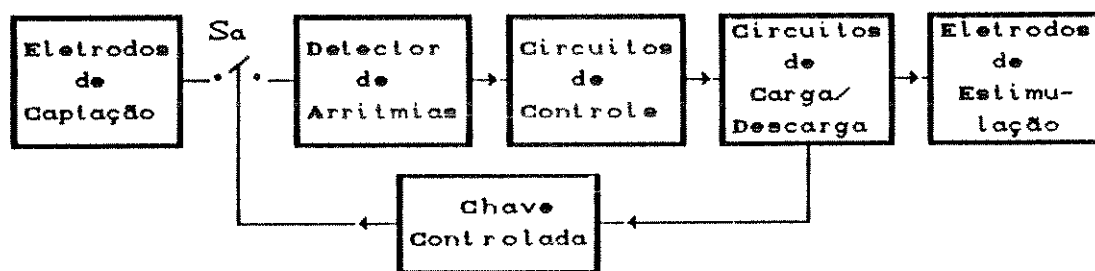 Sa
Eletrodos
de
Captação
Detector
de
Arritmias
Circuitos
de
Controle
Circuitos
de
Carga/
Descarga
Eletrodos
de
Estimu-
lação
Chave
Controlada